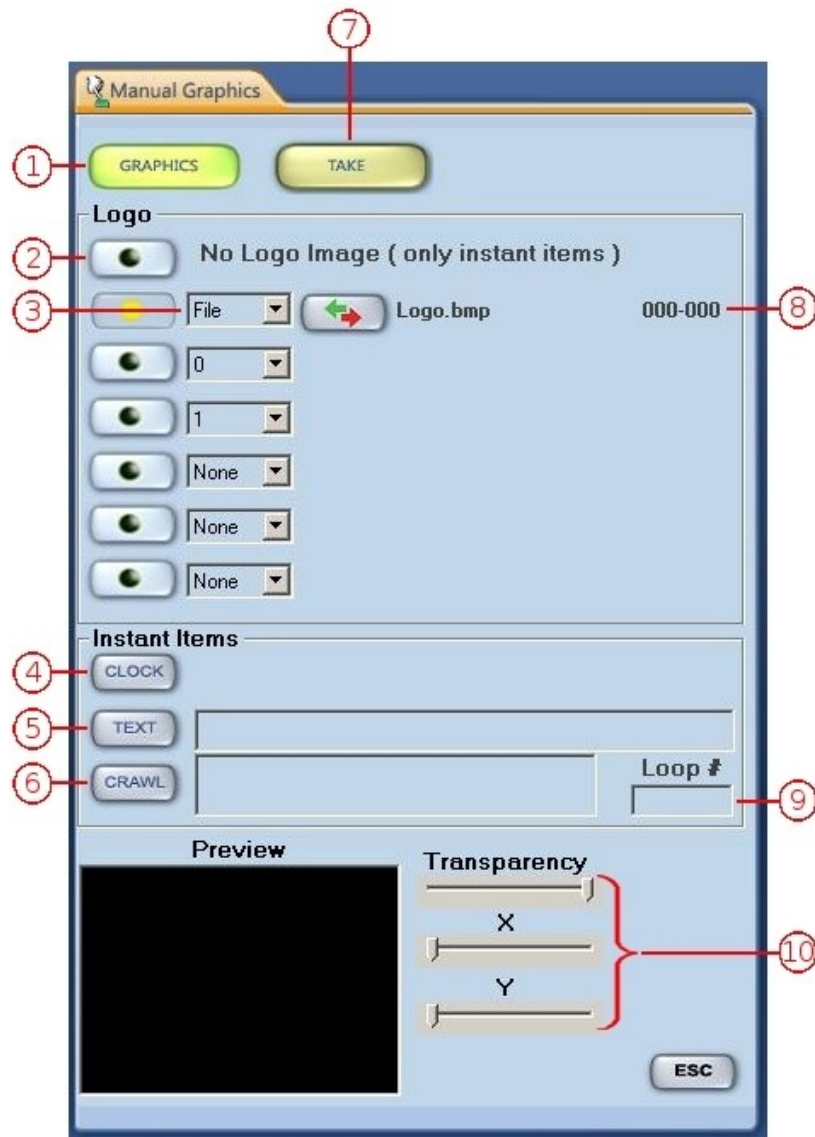 7
Manual Graphics
1 GRAPHICS TAKE
Logo
2 No Logo Image ( only instant items )
3 File Logo.bmp 000-000 8
0
1
None
None
None
Instant Items
4 CLOCK
5 TEXT
6 CRAWL Loop # 9
Preview Transparency
X
10
Y
ESC